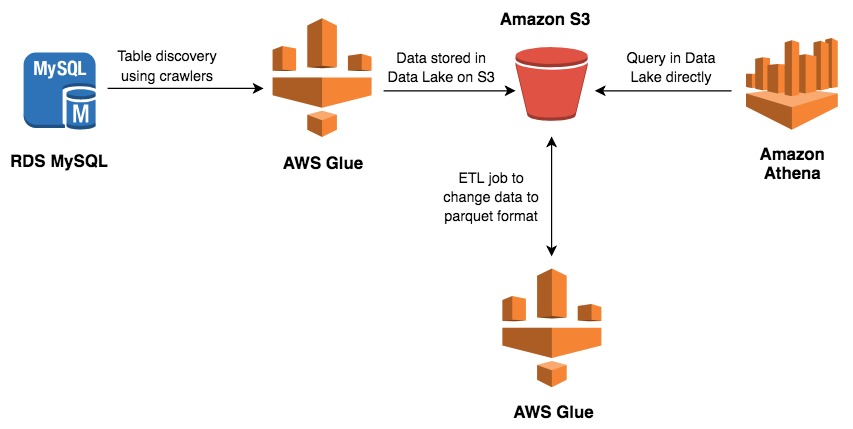 Amazon S3
MySQL
M
RDS MySQL
Table discovery
using crawlers
AWS Glue
Data stored in
Data Lake on S3
Query in Data
Lake directly
Amazon
Athena
ETL job to
change data to
parquet format
AWS Glue